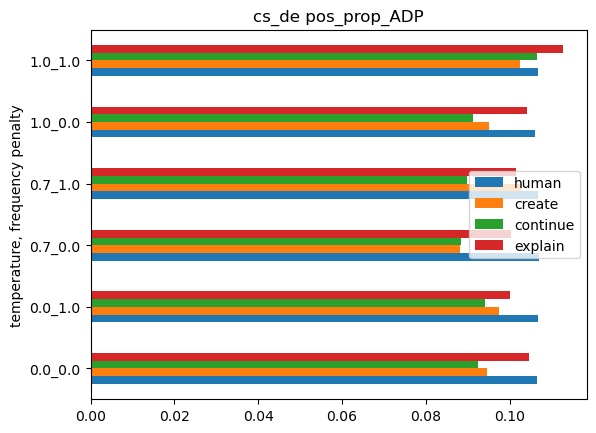 cs_de pos_prop_ADP
temperature, frequency penalty
1.0_1.0
1.0_0.0
0.7_1.0
0.7_0.0
0.0_1.0
0.0_0.0
human
create
continue
explain
0.00 0.02 0.04 0.06 0.08 0.10